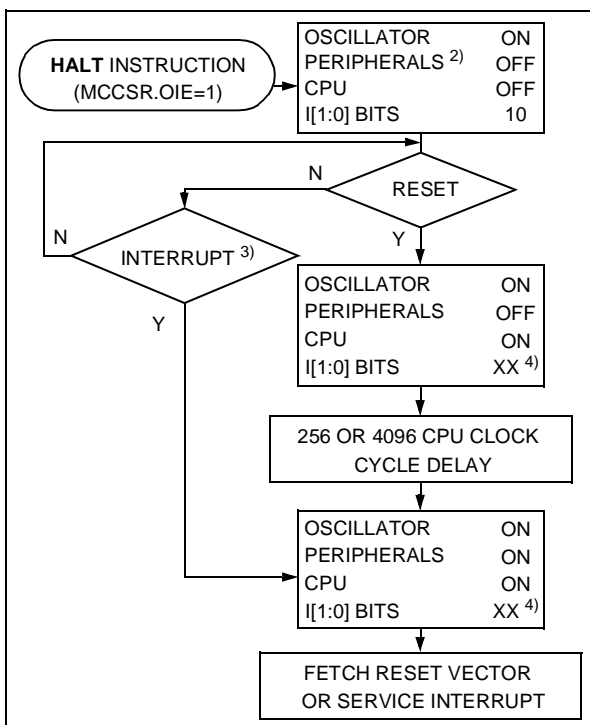 HALT INSTRUCTION
(MCCSR.OIE=1)
OSCILLATOR ON
PERIPHERALS 2) OFF
CPU OFF
I[1:0] BITS 10
RESET
N
Y
INTERRUPT 3)
N
Y
OSCILLATOR ON
PERIPHERALS OFF
CPU ON
I[1:0] BITS XX 4)
256 OR 4096 CPU CLOCK
CYCLE DELAY
OSCILLATOR ON
PERIPHERALS ON
CPU ON
I[1:0] BITS XX 4)
FETCH RESET VECTOR
OR SERVICE INTERRUPT